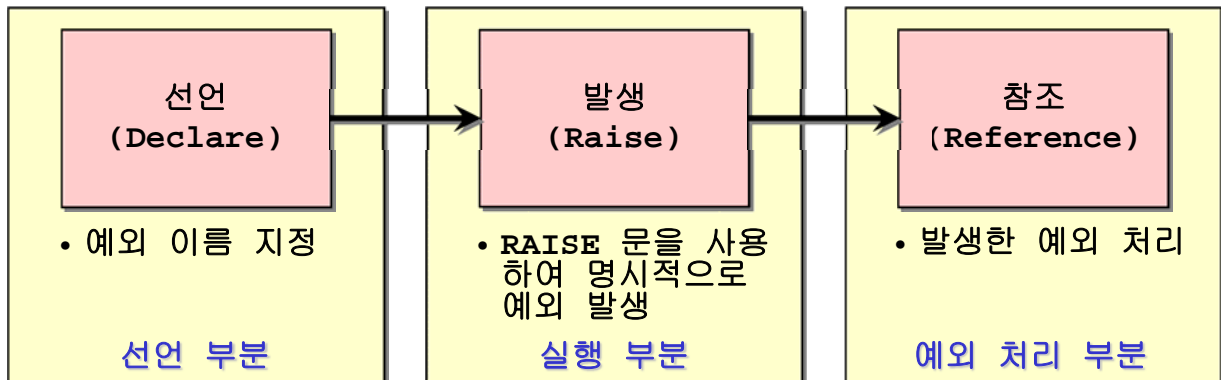 선언
(Declare)
• 예외 이름 지정
선언 부분
발생
(Raise)
• RAISE 문을 사용
하여 명시적으로
예외 발생
실행 부분
참조
(Reference)
• 발생한 예외 처리
예외 처리 부분